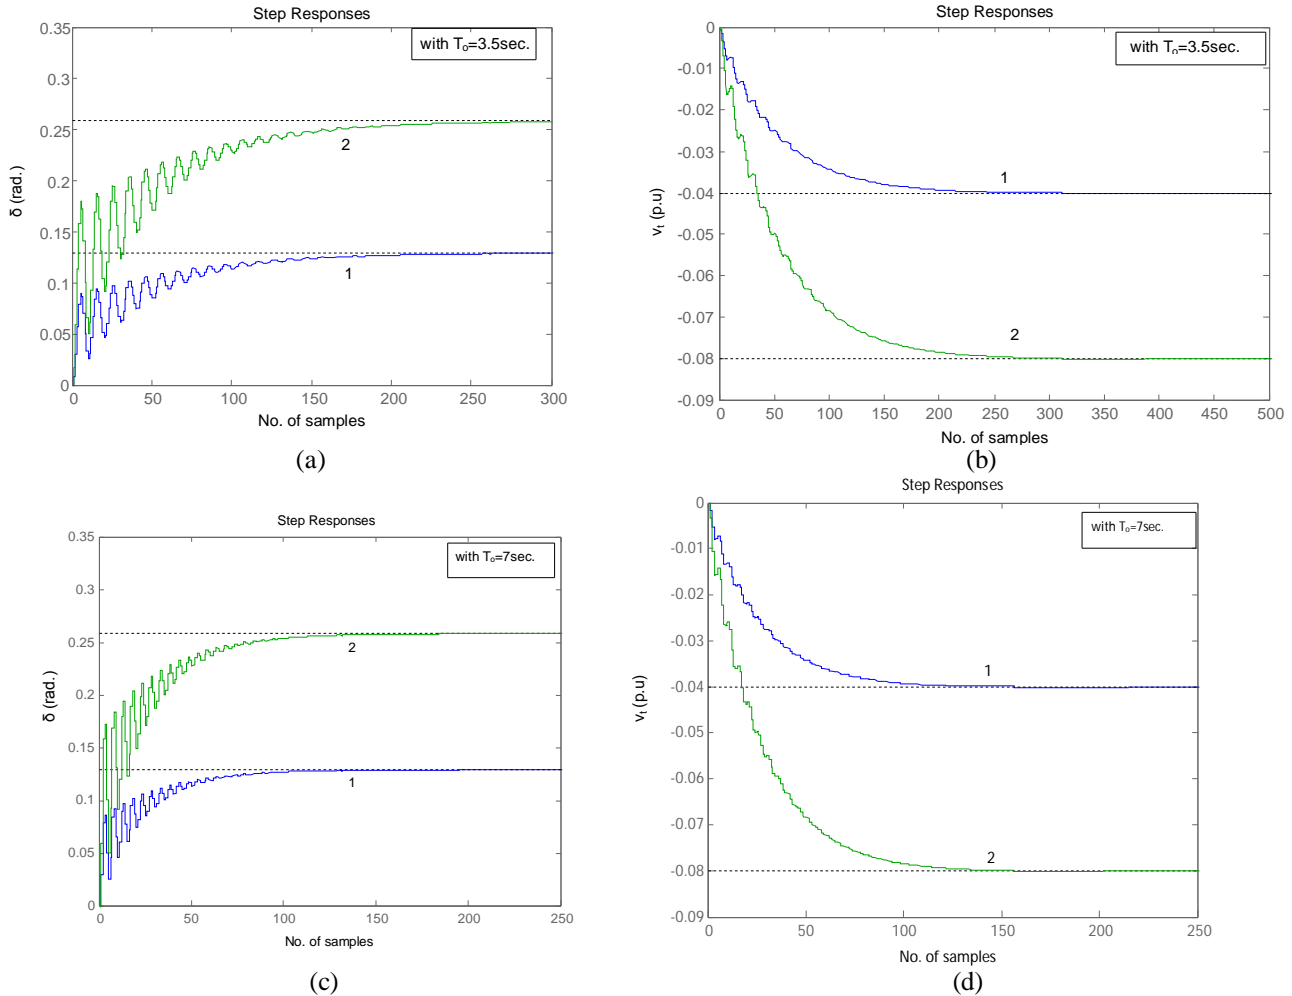 Step Responses
with Tₒ=3.5sec.
0.35
0.3
0.25
0.2
0.15
0.1
0.05
0
δ (rad.)
2
1
0 50 100 150 200 250 300
No. of samples
(a)
Step Responses
with Tₒ=3.5sec.
0
-0.01
-0.02
-0.03
-0.04
-0.05
-0.06
-0.07
-0.08
-0.09
vₜ (p.u)
1
2
0 50 100 150 200 250 300 350 400 450 500
No. of samples
(b)
Step Responses
with Tₒ=7sec.
0.35
0.3
0.25
0.2
0.15
0.1
0.05
0
δ (rad.)
2
1
0 50 100 150 200 250
No. of samples
(c)
Step Responses
with Tₒ=7sec.
0
-0.01
-0.02
-0.03
-0.04
-0.05
-0.06
-0.07
-0.08
-0.09
vₜ (p.u)
1
2
0 50 100 150 200 250
No. of samples
(d)